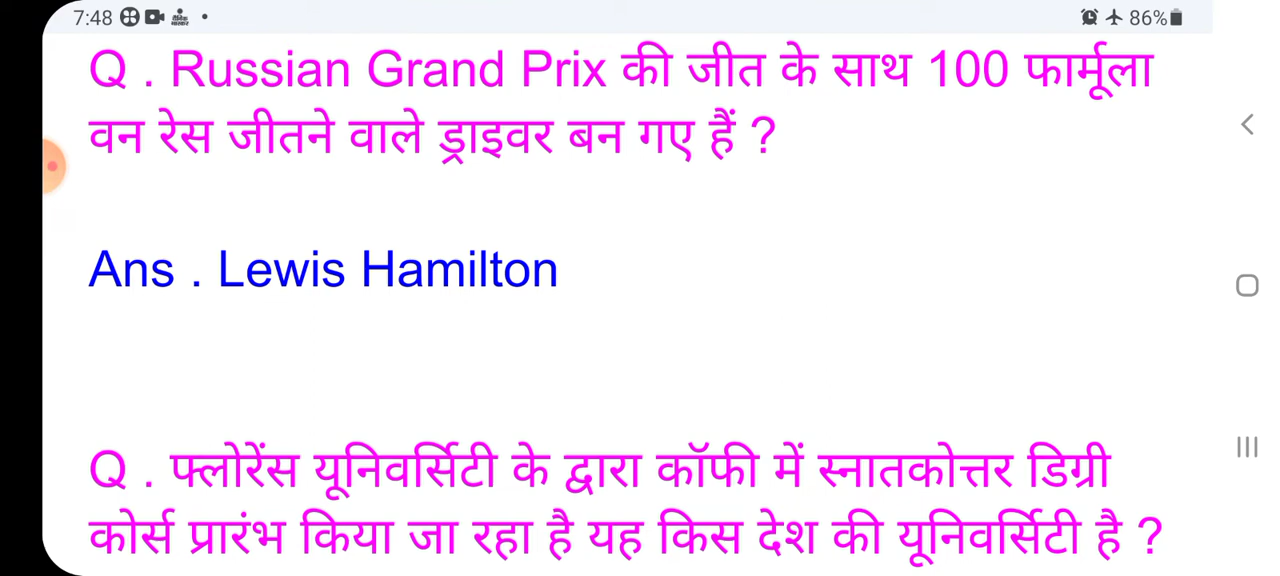 7:48
86%
Q . Russian Grand Prix की जीत के साथ 100 फार्मूला
वन रेस जीतने वाले ड्राइवर बन गए हैं ?
Ans . Lewis Hamilton
Q . फ्लोरेंस यूनिवर्सिटी के द्वारा कॉफी में स्नातकोत्तर डिग्री
कोर्स प्रारंभ किया जा रहा है यह किस देश की यूनिवर्सिटी है ?